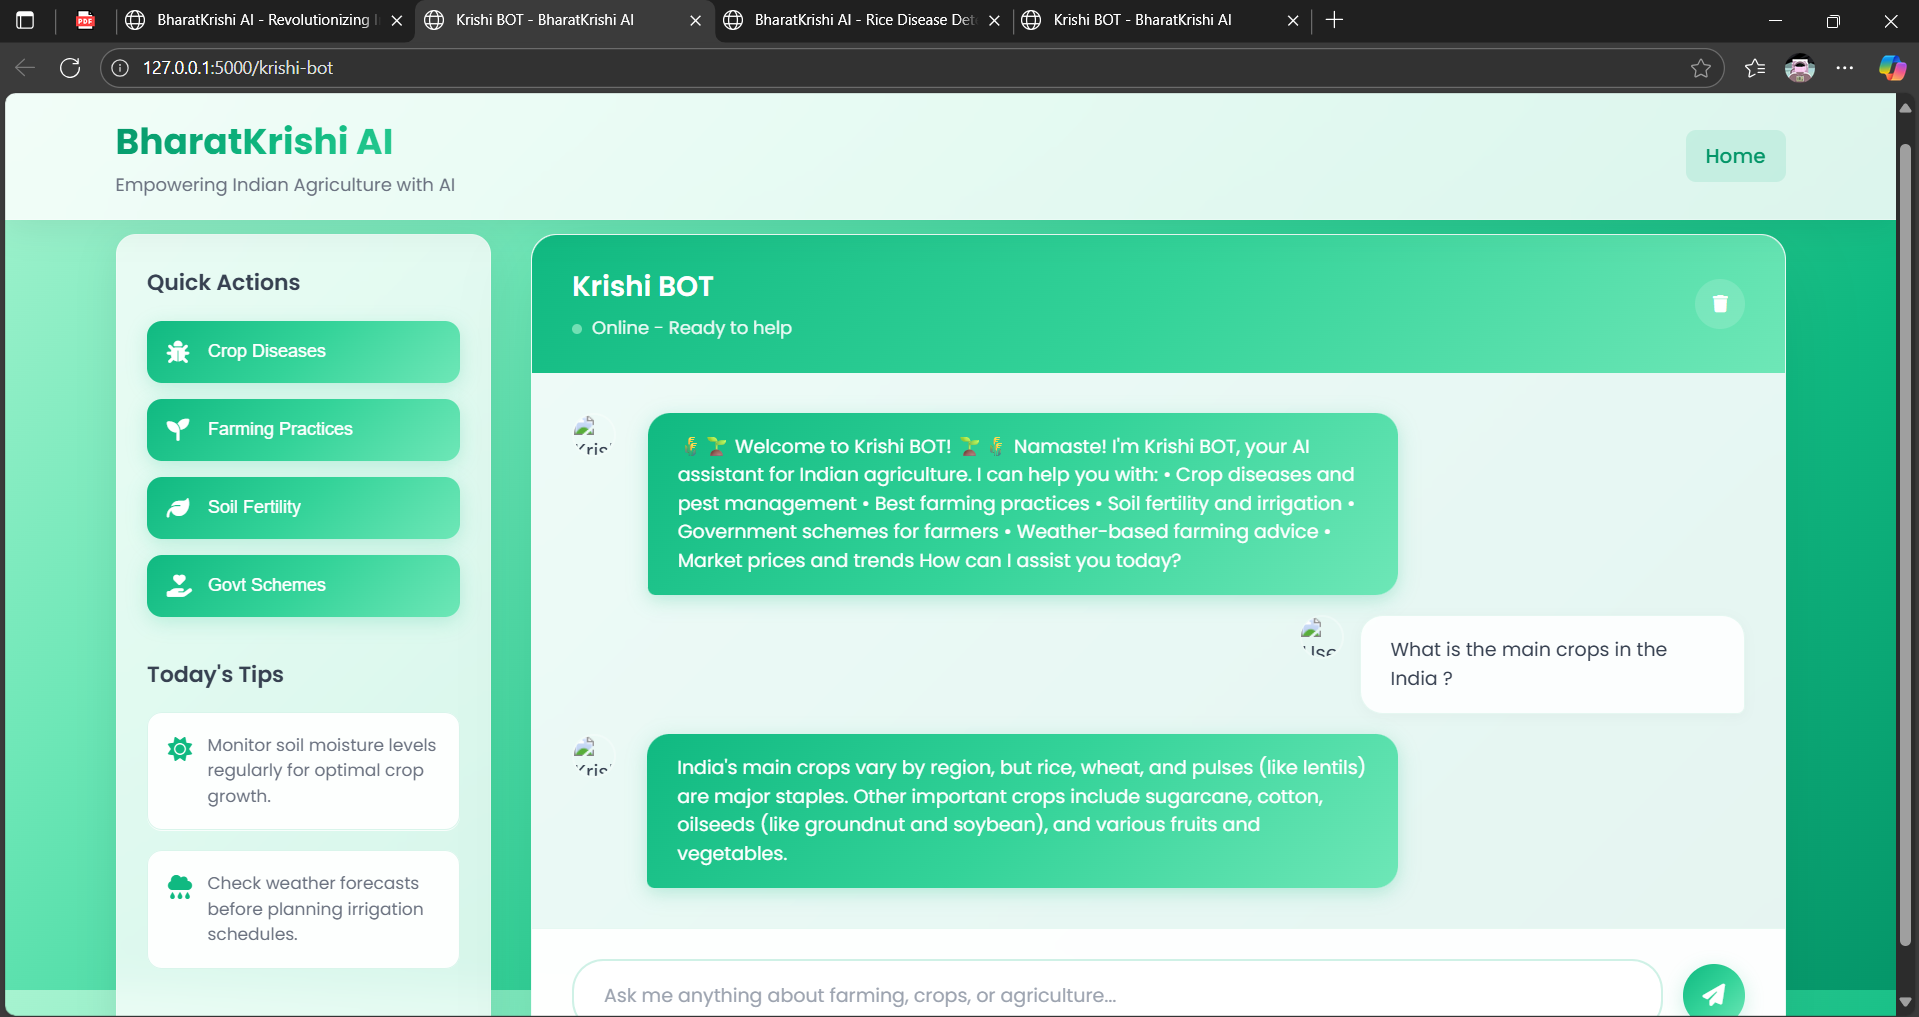 BharatKrishi AI - Revolutionizing I
Krishi BOT - BharatKrishi AI
BharatKrishi AI - Rice Disease Det
Krishi BOT - BharatKrishi AI
127.0.0.1:5000/krishi-bot
BharatKrishi AI
Empowering Indian Agriculture with AI
Home
Quick Actions
Crop Diseases
Farming Practices
Soil Fertility
Govt Schemes
Today's Tips
Monitor soil moisture levels
regularly for optimal crop
growth.
Check weather forecasts
before planning irrigation
schedules.
Krishi BOT
Online - Ready to help
🌾 🌱 Welcome to Krishi BOT! 🌱 🌾 Namaste! I'm Krishi BOT, your AI
assistant for Indian agriculture. I can help you with: • Crop diseases and
pest management • Best farming practices • Soil fertility and irrigation •
Government schemes for farmers • Weather-based farming advice •
Market prices and trends How can I assist you today?
What is the main crops in the
India ?
India's main crops vary by region, but rice, wheat, and pulses (like lentils)
are major staples. Other important crops include sugarcane, cotton,
oilseeds (like groundnut and soybean), and various fruits and
vegetables.
Ask me anything about farming, crops, or agriculture...